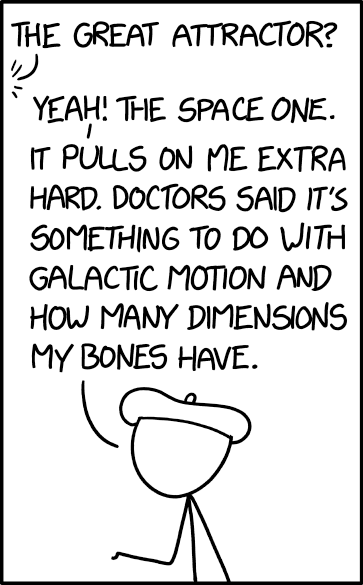 THE GREAT ATTRACTOR?
YEAH! THE SPACE ONE.
IT PULLS ON ME EXTRA
HARD. DOCTORS SAID IT'S
SOMETHING TO DO WITH
GALACTIC MOTION AND
HOW MANY DIMENSIONS
MY BONES HAVE.